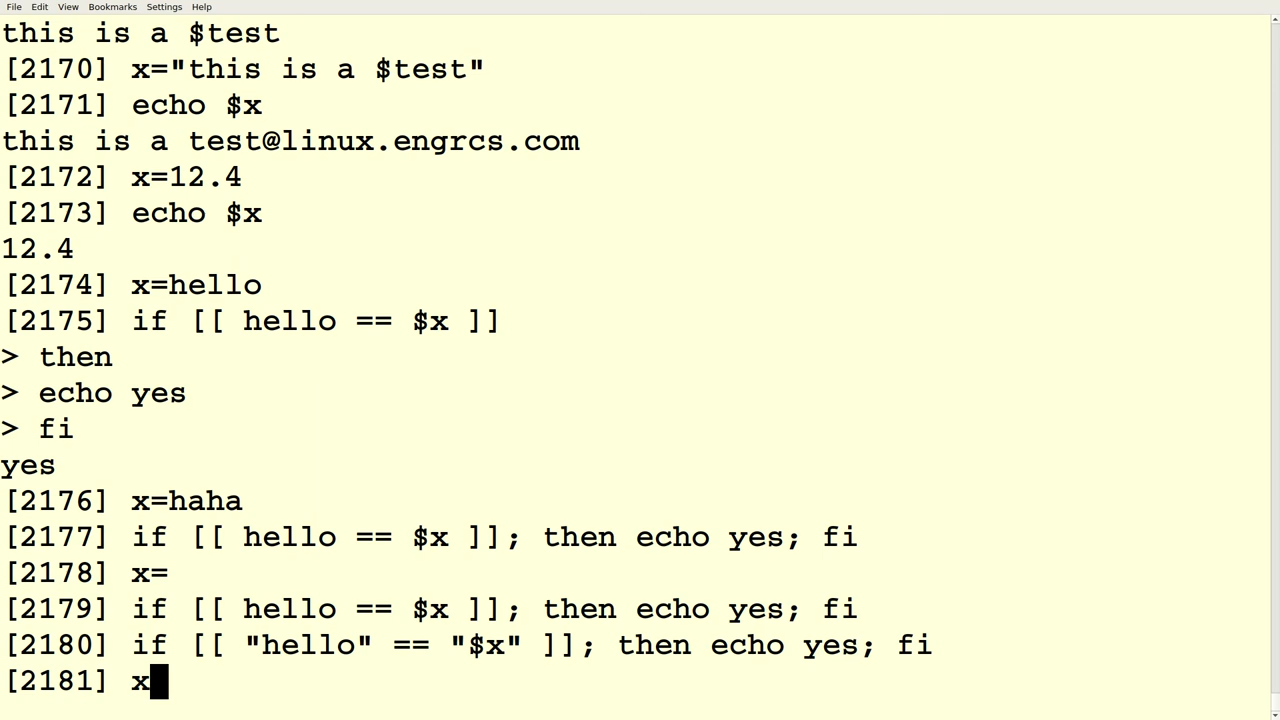 File Edit View Bookmarks Settings Help
this is a $test
[2170] x="this is a $test"
[2171] echo $x
this is a test@linux.engrcs.com
[2172] x=12.4
[2173] echo $x
12.4
[2174] x=hello
[2175] if [[ hello == $x ]]
> then
> echo yes
> fi
yes
[2176] x=haha
[2177] if [[ hello == $x ]]; then echo yes; fi
[2178] x=
[2179] if [[ hello == $x ]]; then echo yes; fi
[2180] if [[ "hello" == "$x" ]]; then echo yes; fi
[2181] x